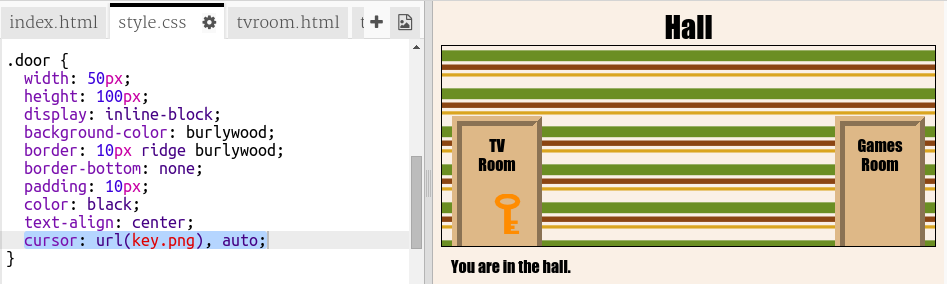 index.html
style.css
tvroom.html
t
Hall
.door {
width: 50px;
height: 100px;
display: inline-block;
background-color: burlywood;
border: 10px ridge burlywood;
border-bottom: none;
padding: 10px;
color: black;
text-align: center;
cursor: url(key.png), auto;
}
TV
Room
Games
Room
You are in the hall.